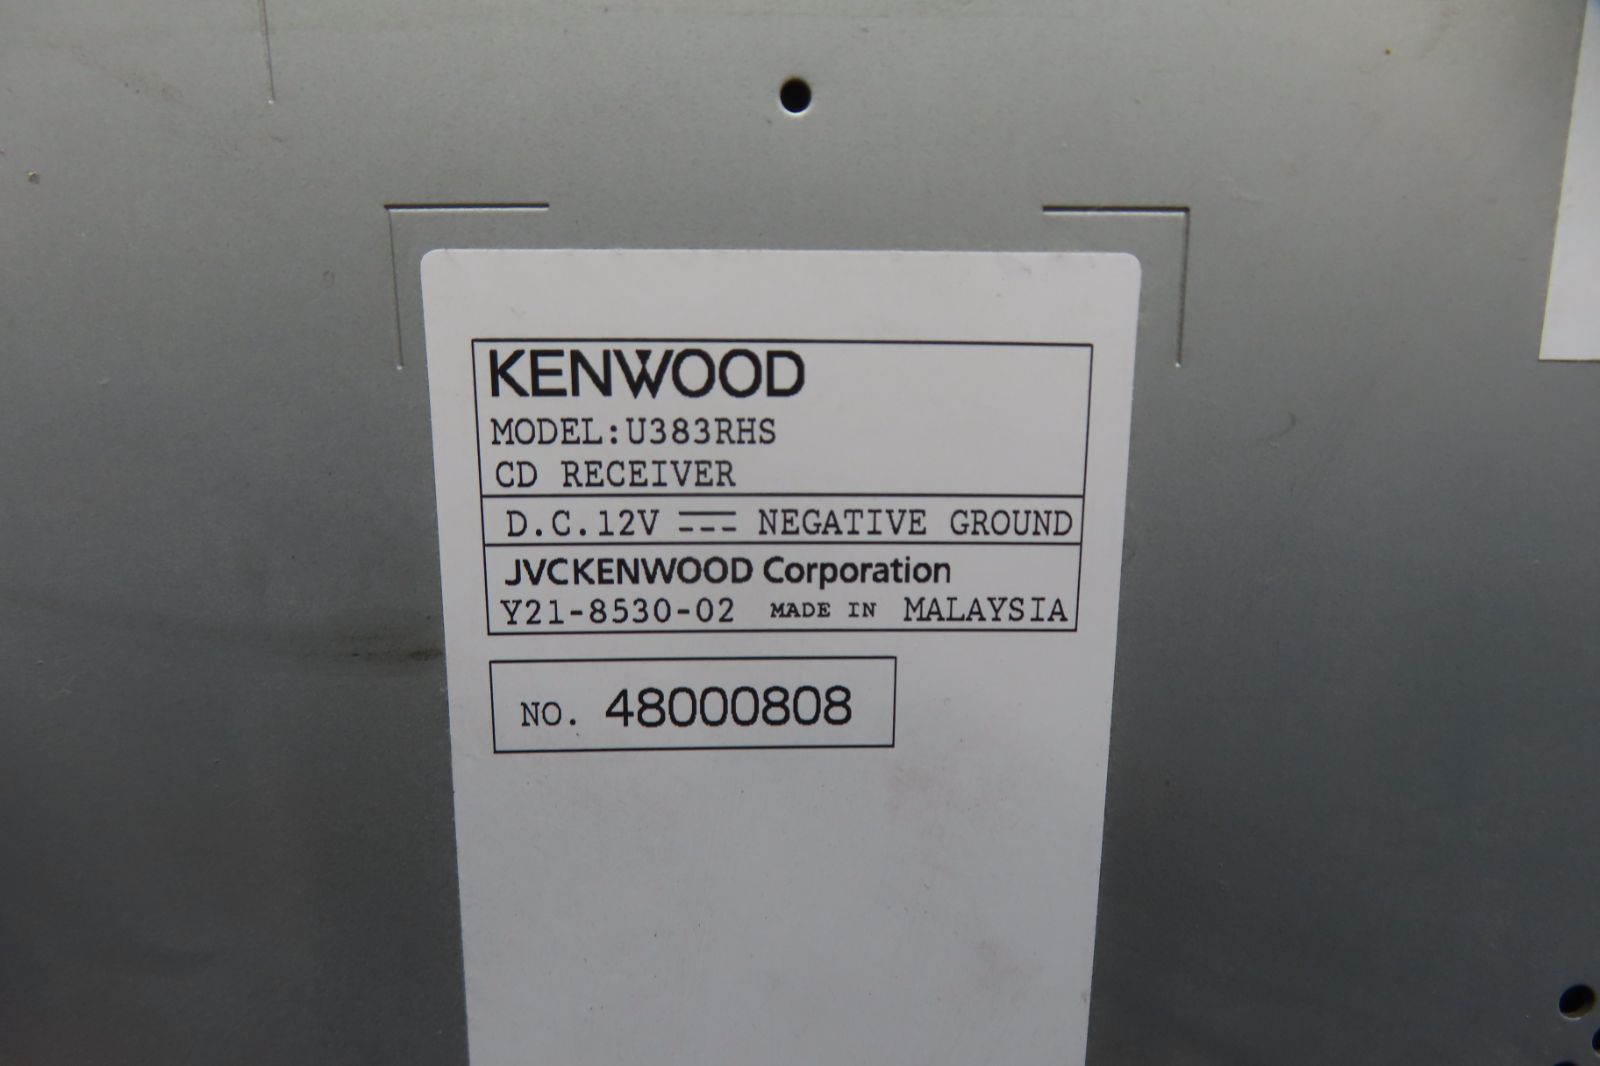 KENWOOD
MODEL:U383RHS
CD RECEIVER
D.C.12V ⎓ NEGATIVE GROUND
JVCKENWOOD Corporation
Y21-8530-02 MADE IN MALAYSIA
NO. 48000808